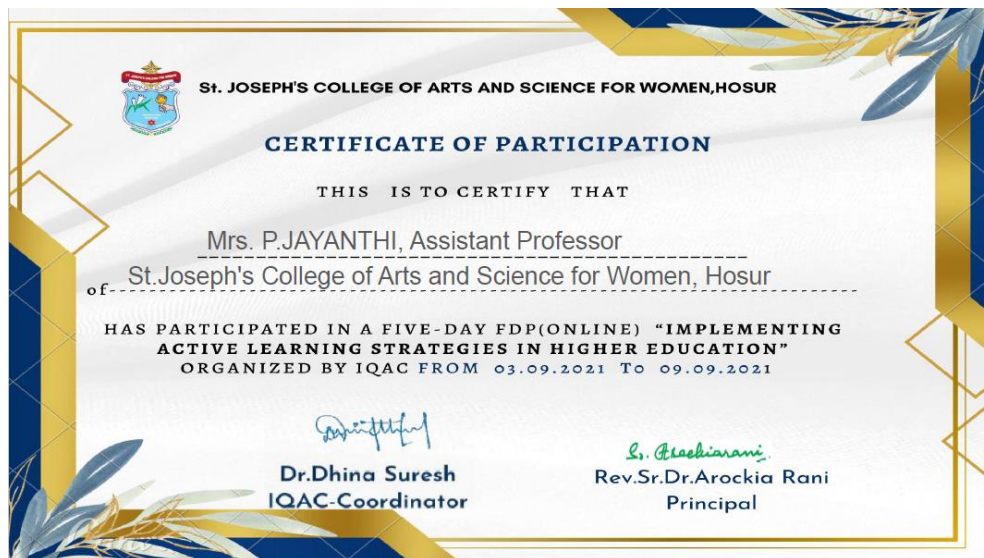 St. JOSEPH'S COLLEGE OF ARTS AND SCIENCE FOR WOMEN,HOSUR
CERTIFICATE OF PARTICIPATION
THIS IS TO CERTIFY THAT
Mrs. P.JAYANTHI, Assistant Professor
of St.Joseph's College of Arts and Science for Women, Hosur
HAS PARTICIPATED IN A FIVE-DAY FDP(ONLINE) “IMPLEMENTING
ACTIVE LEARNING STRATEGIES IN HIGHER EDUCATION”
ORGANIZED BY IQAC FROM 03.09.2021 To 09.09.2021
Dr.Dhina Suresh
IQAC-Coordinator
Rev.Sr.Dr.Arockia Rani
Principal